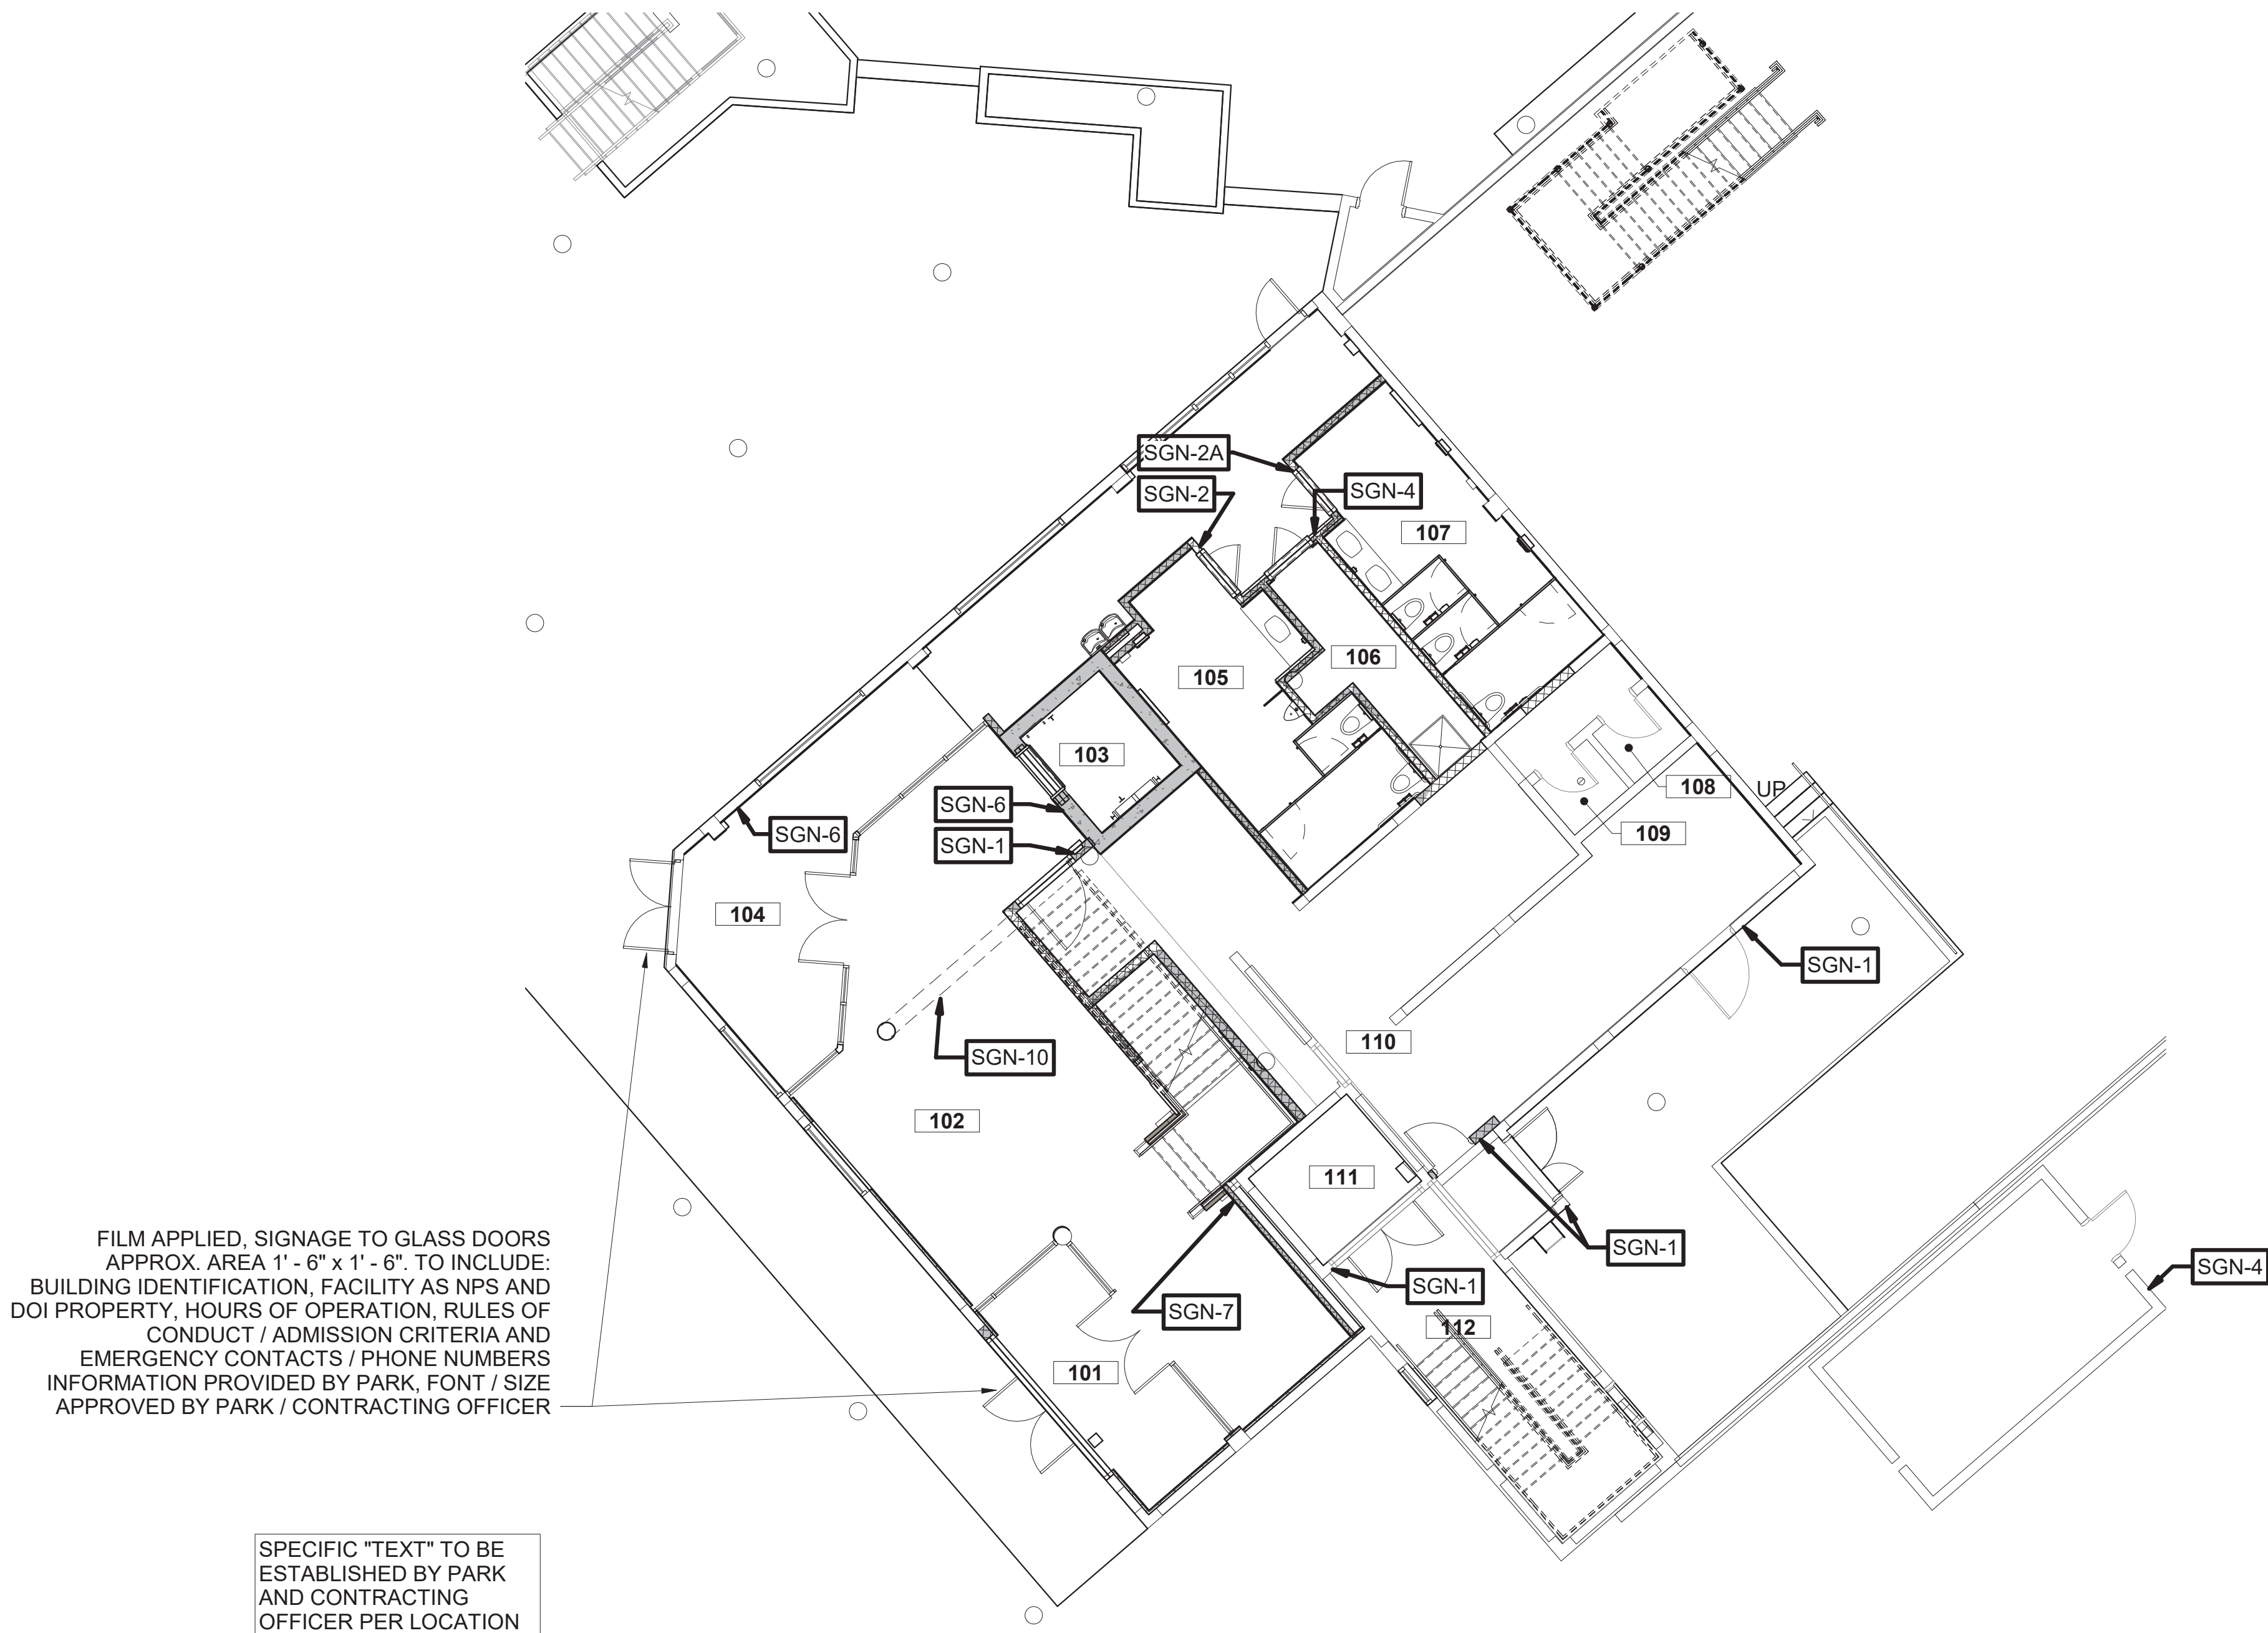 SGN-2A
SGN-2
SGN-4
107
106
105
103
108
UP
109
SGN-6
SGN-1
SGN-6
104
SGN-1
SGN-10
110
102
111
SGN-1
SGN-1
SGN-4
SGN-7
112
101
FILM APPLIED, SIGNAGE TO GLASS DOORS
APPROX. AREA 1' - 6" x 1' - 6". TO INCLUDE:
BUILDING IDENTIFICATION, FACILITY AS NPS AND
DOI PROPERTY, HOURS OF OPERATION, RULES OF
CONDUCT / ADMISSION CRITERIA AND
EMERGENCY CONTACTS / PHONE NUMBERS
INFORMATION PROVIDED BY PARK, FONT / SIZE
APPROVED BY PARK / CONTRACTING OFFICER
SPECIFIC "TEXT" TO BE
ESTABLISHED BY PARK
AND CONTRACTING
OFFICER PER LOCATION